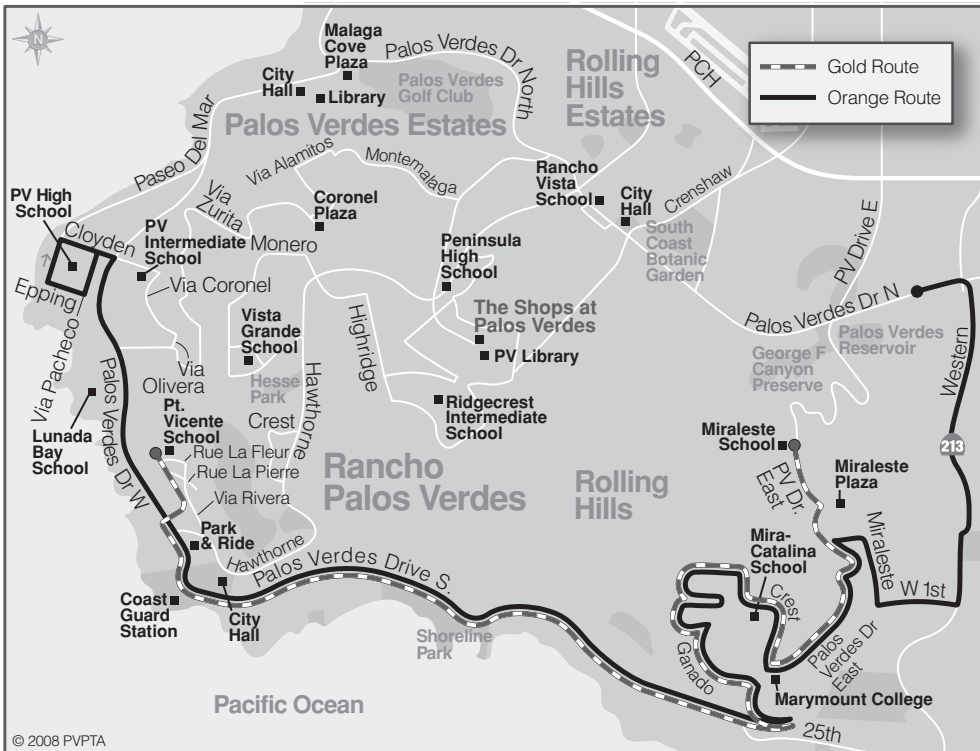 N
Malaga
Cove
Plaza
City
Hall
Library
Palos Verdes Dr North
Palos Verdes
Golf Club
Rolling
Hills
Estates
PCH
Gold Route
Orange Route
Palos Verdes Estates
Paseo Del Mar
Via Alamitos
Montemalaga
Via
Zurita
Coronel
Plaza
Rancho
Vista
School
City
Hall
Crenshaw
South
Coast
Botanic
Garden
PV Drive E
PV High
School
Cloyden
PV
Intermediate
School
Monero
Peninsula
High
School
Epping
Via Coronel
Via Pacheco
Vista
Grande
School
Hesse
Park
Highridge
The Shops at
Palos Verdes
PV Library
Palos Verdes Dr N
Palos Verdes
Reservoir
George F
Canyon
Preserve
Western
213
Via
Olivera
Hawthorne
Crest
Ridgecrest
Intermediate
School
Lunada
Bay
School
Palos Verdes Dr W
Pt.
Vicente
School
Rue La Fleur
Rue La Pierre
Via Rivera
Rancho
Palos Verdes
Rolling
Hills
Miraleste
School
PV Dr.
East
Miraleste
Plaza
Miraleste
W 1st
Park
& Ride
Hawthorne
Palos Verdes Drive S.
Mira-
Catalina
School
Crest
Coast
Guard
Station
City
Hall
Shoreline
Park
Ganado
Palos
Verdes Dr
East
Marymount College
25th
Pacific Ocean
© 2008 PVPTA